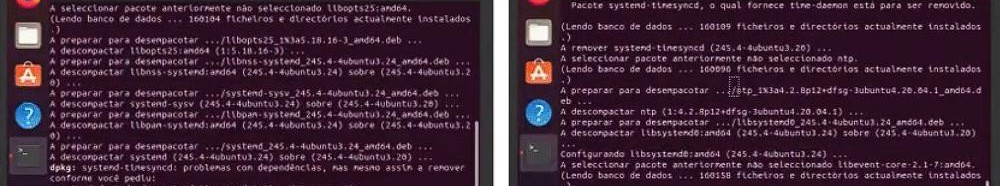 A seleccionar pacote anteriormente não seleccionado libopts25:amd64.
(Lendo banco de dados ... 160104 ficheiros e directórios actualmente instalados
.)
A preparar para desempacotar .../libopts25_1%3a5.18.16-3_amd64.deb ...
A descompactar libopts25:amd64 (1:5.18.16-3) ...
A preparar para desempacotar .../libnss-systemd_245.4-4ubuntu3.24_amd64.deb ...
A descompactar libnss-systemd:amd64 (245.4-4ubuntu3.24) sobre (245.4-4ubuntu3.2
0) ...
A preparar para desempacotar .../systemd-sysv_245.4-4ubuntu3.24_amd64.deb ...
A descompactar systemd-sysv (245.4-4ubuntu3.24) sobre (245.4-4ubuntu3.20) ...
A preparar para desempacotar .../libpam-systemd_245.4-4ubuntu3.24_amd64.deb ...
A descompactar libpam-systemd:amd64 (245.4-4ubuntu3.24) sobre (245.4-4ubuntu3.2
0) ...
A preparar para desempacotar .../systemd_245.4-4ubuntu3.24_amd64.deb ...
A descompactar systemd (245.4-4ubuntu3.24) sobre (245.4-4ubuntu3.20) ...
dpkg: systemd-timesyncd: problemas com dependências, mas mesmo assim a remover
conforme você pediu:
Pacote systemd-timesyncd, o qual fornece time-daemon está para ser removido.
(Lendo banco de dados ... 160109 ficheiros e directórios actualmente instalados
.)
A remover systemd-timesyncd (245.4-4ubuntu3.20) ...
A seleccionar pacote anteriormente não seleccionado ntp.
(Lendo banco de dados ... 160096 ficheiros e directórios actualmente instalados
.)
A preparar para desempacotar .../ntp_1%3a4.2.8p12+dfsg-3ubuntu4.20.04.1_amd64.d
eb ...
A descompactar ntp (1:4.2.8p12+dfsg-3ubuntu4.20.04.1) ...
A preparar para desempacotar .../libsystemd0_245.4-4ubuntu3.24_amd64.deb ...
A descompactar libsystemd0:amd64 (245.4-4ubuntu3.24) sobre (245.4-4ubuntu3.20)
...
Configurando libsystemd0:amd64 (245.4-4ubuntu3.24) ...
A seleccionar pacote anteriormente não seleccionado libevent-core-2.1-7:amd64.
(Lendo banco de dados ... 160158 ficheiros e directórios actualmente instalados